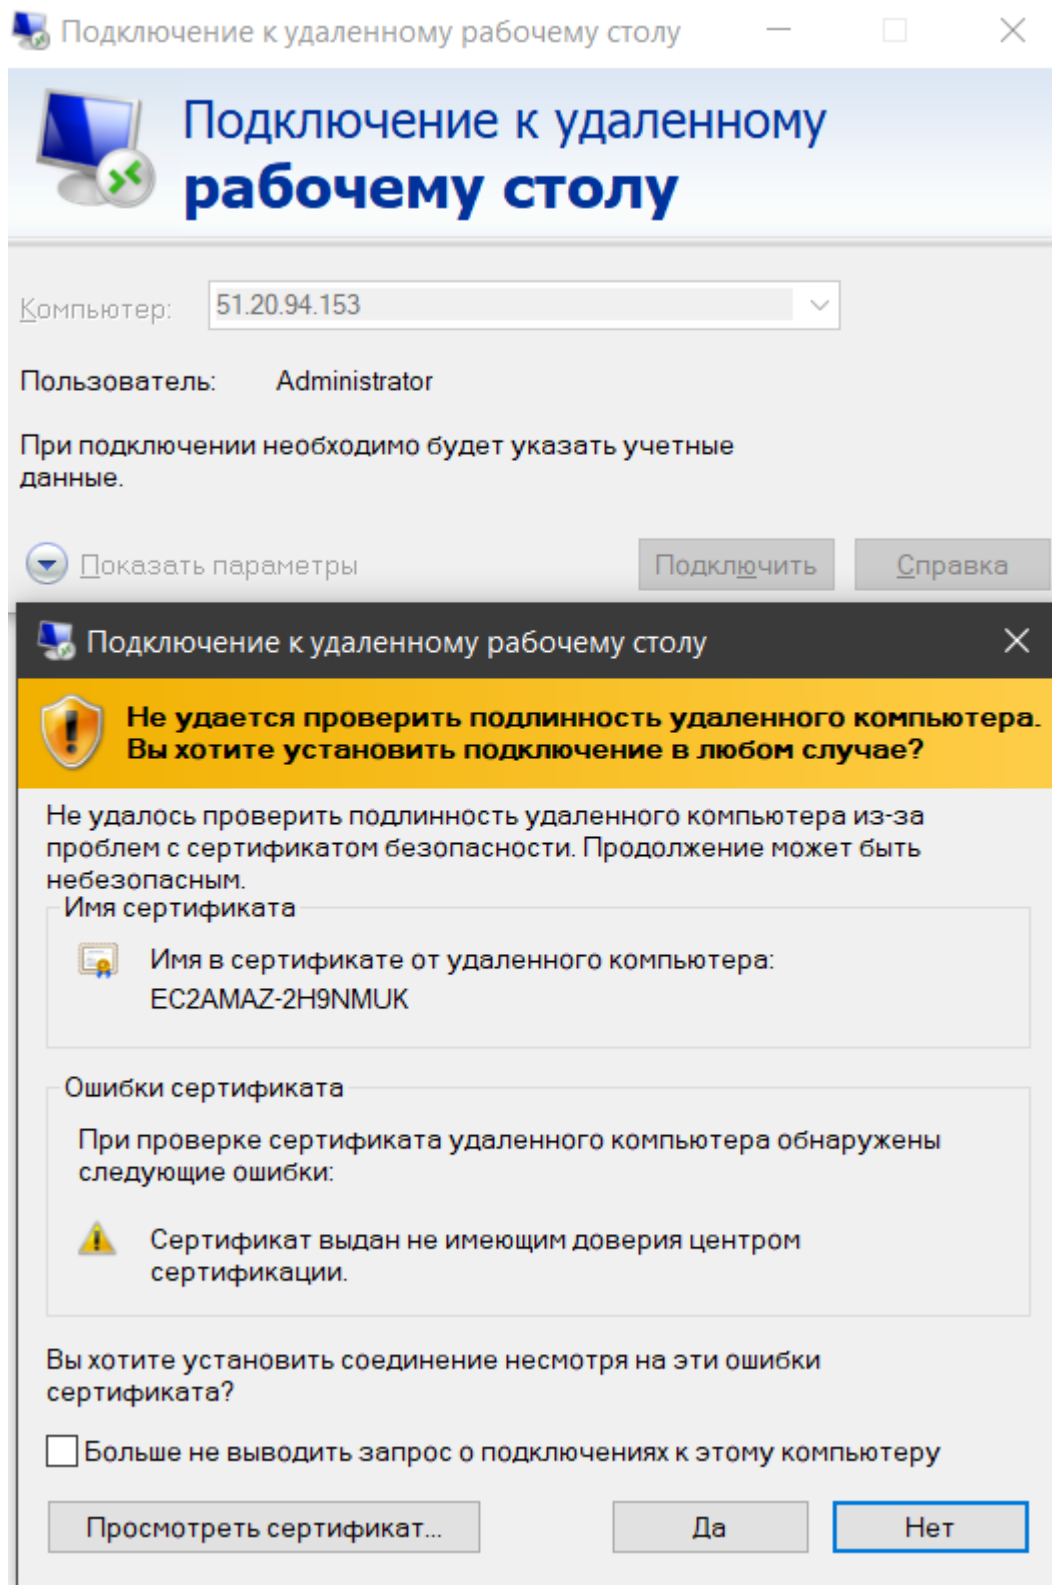 Подключение к удаленному рабочему столу
Подключение к удаленному
рабочему столу
Компьютер: 51.20.94.153
Пользователь: Administrator
При подключении необходимо будет указать учетные
данные.
Показать параметры Подключить Справка
Подключение к удаленному рабочему столу
Не удается проверить подлинность удаленного компьютера.
Вы хотите установить подключение в любом случае?
Не удалось проверить подлинность удаленного компьютера из-за
проблем с сертификатом безопасности. Продолжение может быть
небезопасным.
Имя сертификата
Имя в сертификате от удаленного компьютера:
EC2AMAZ-2H9NMUK
Ошибки сертификата
При проверке сертификата удаленного компьютера обнаружены
следующие ошибки:
Сертификат выдан не имеющим доверия центром
сертификации.
Вы хотите установить соединение несмотря на эти ошибки
сертификата?
Больше не выводить запрос о подключениях к этому компьютеру
Просмотреть сертификат... Да Нет